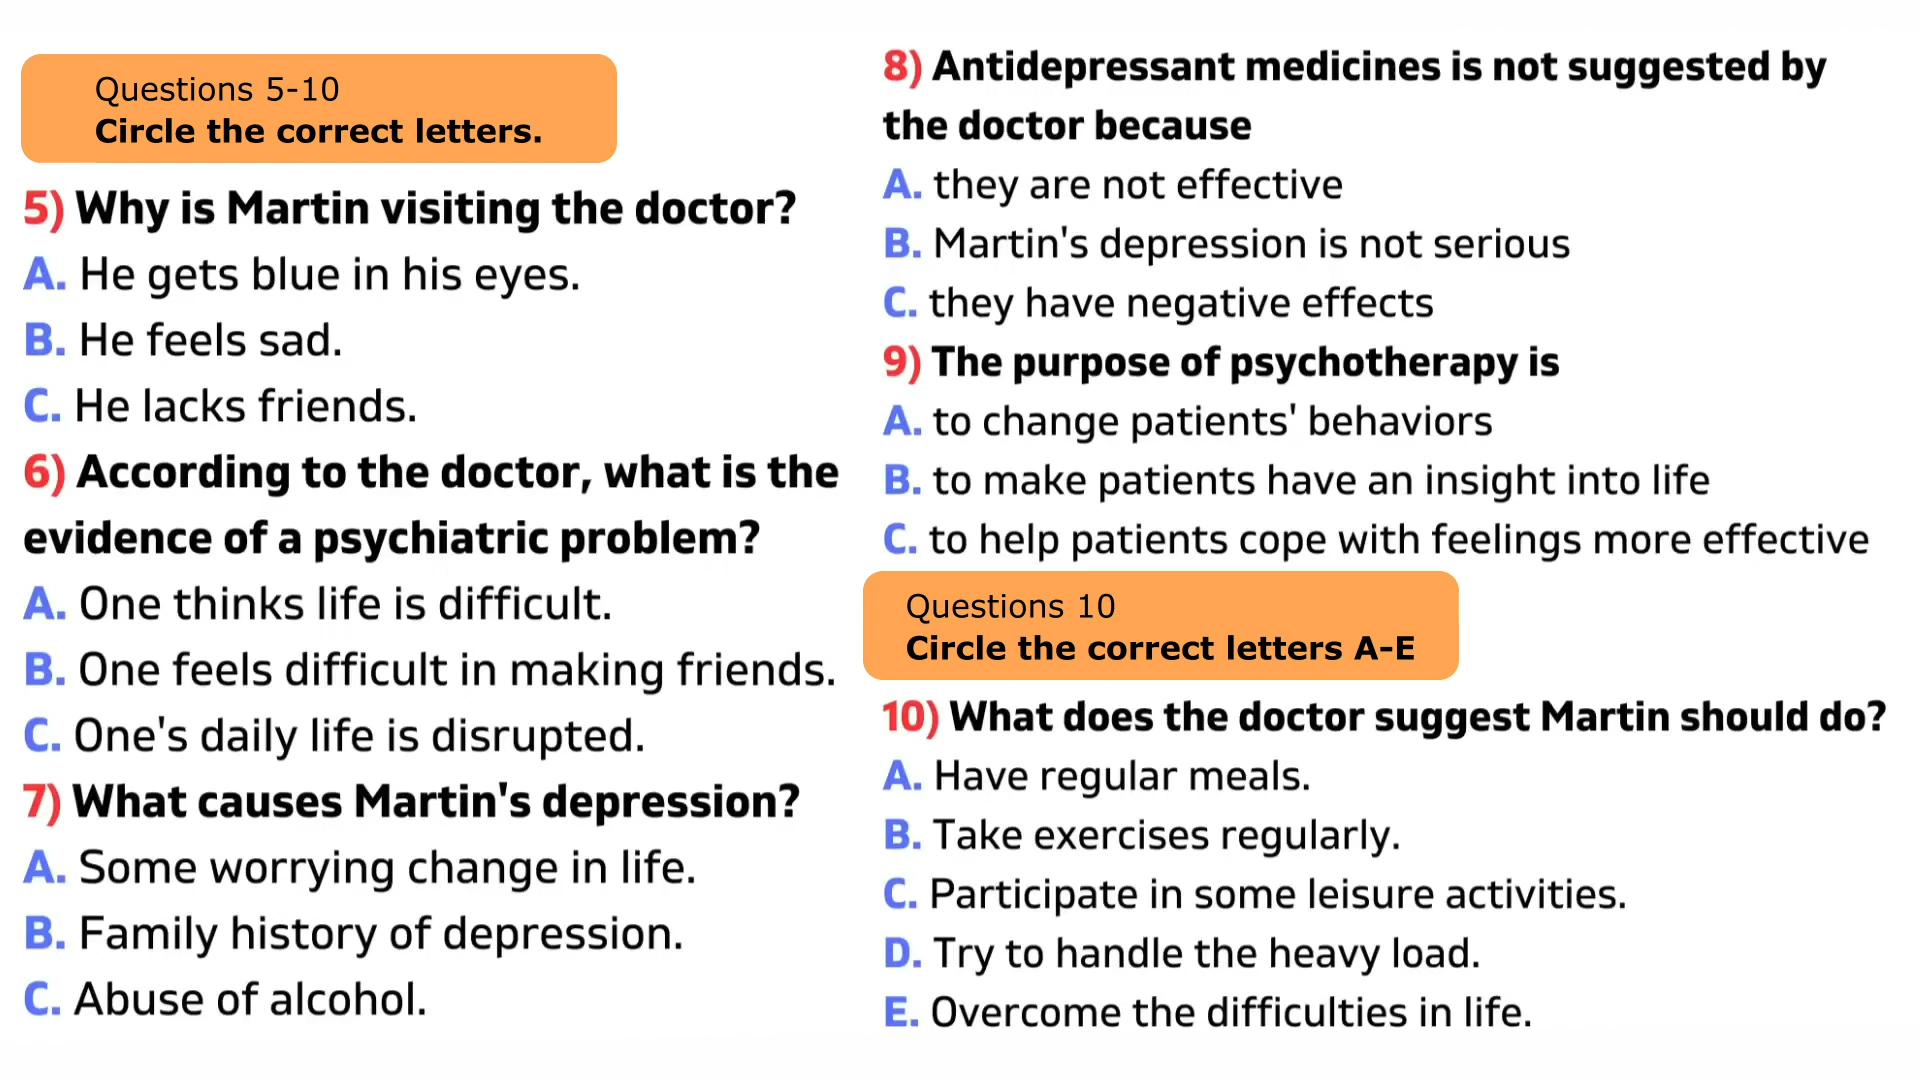 Questions 5-10
Circle the correct letters.
5) Why is Martin visiting the doctor?
A. He gets blue in his eyes.
B. He feels sad.
C. He lacks friends.
6) According to the doctor, what is the
evidence of a psychiatric problem?
A. One thinks life is difficult.
B. One feels difficult in making friends.
C. One's daily life is disrupted.
7) What causes Martin's depression?
A. Some worrying change in life.
B. Family history of depression.
C. Abuse of alcohol.
8) Antidepressant medicines is not suggested by
the doctor because
A. they are not effective
B. Martin's depression is not serious
C. they have negative effects
9) The purpose of psychotherapy is
A. to change patients' behaviors
B. to make patients have an insight into life
C. to help patients cope with feelings more effective
Questions 10
Circle the correct letters A-E
10) What does the doctor suggest Martin should do?
A. Have regular meals.
B. Take exercises regularly.
C. Participate in some leisure activities.
D. Try to handle the heavy load.
E. Overcome the difficulties in life.